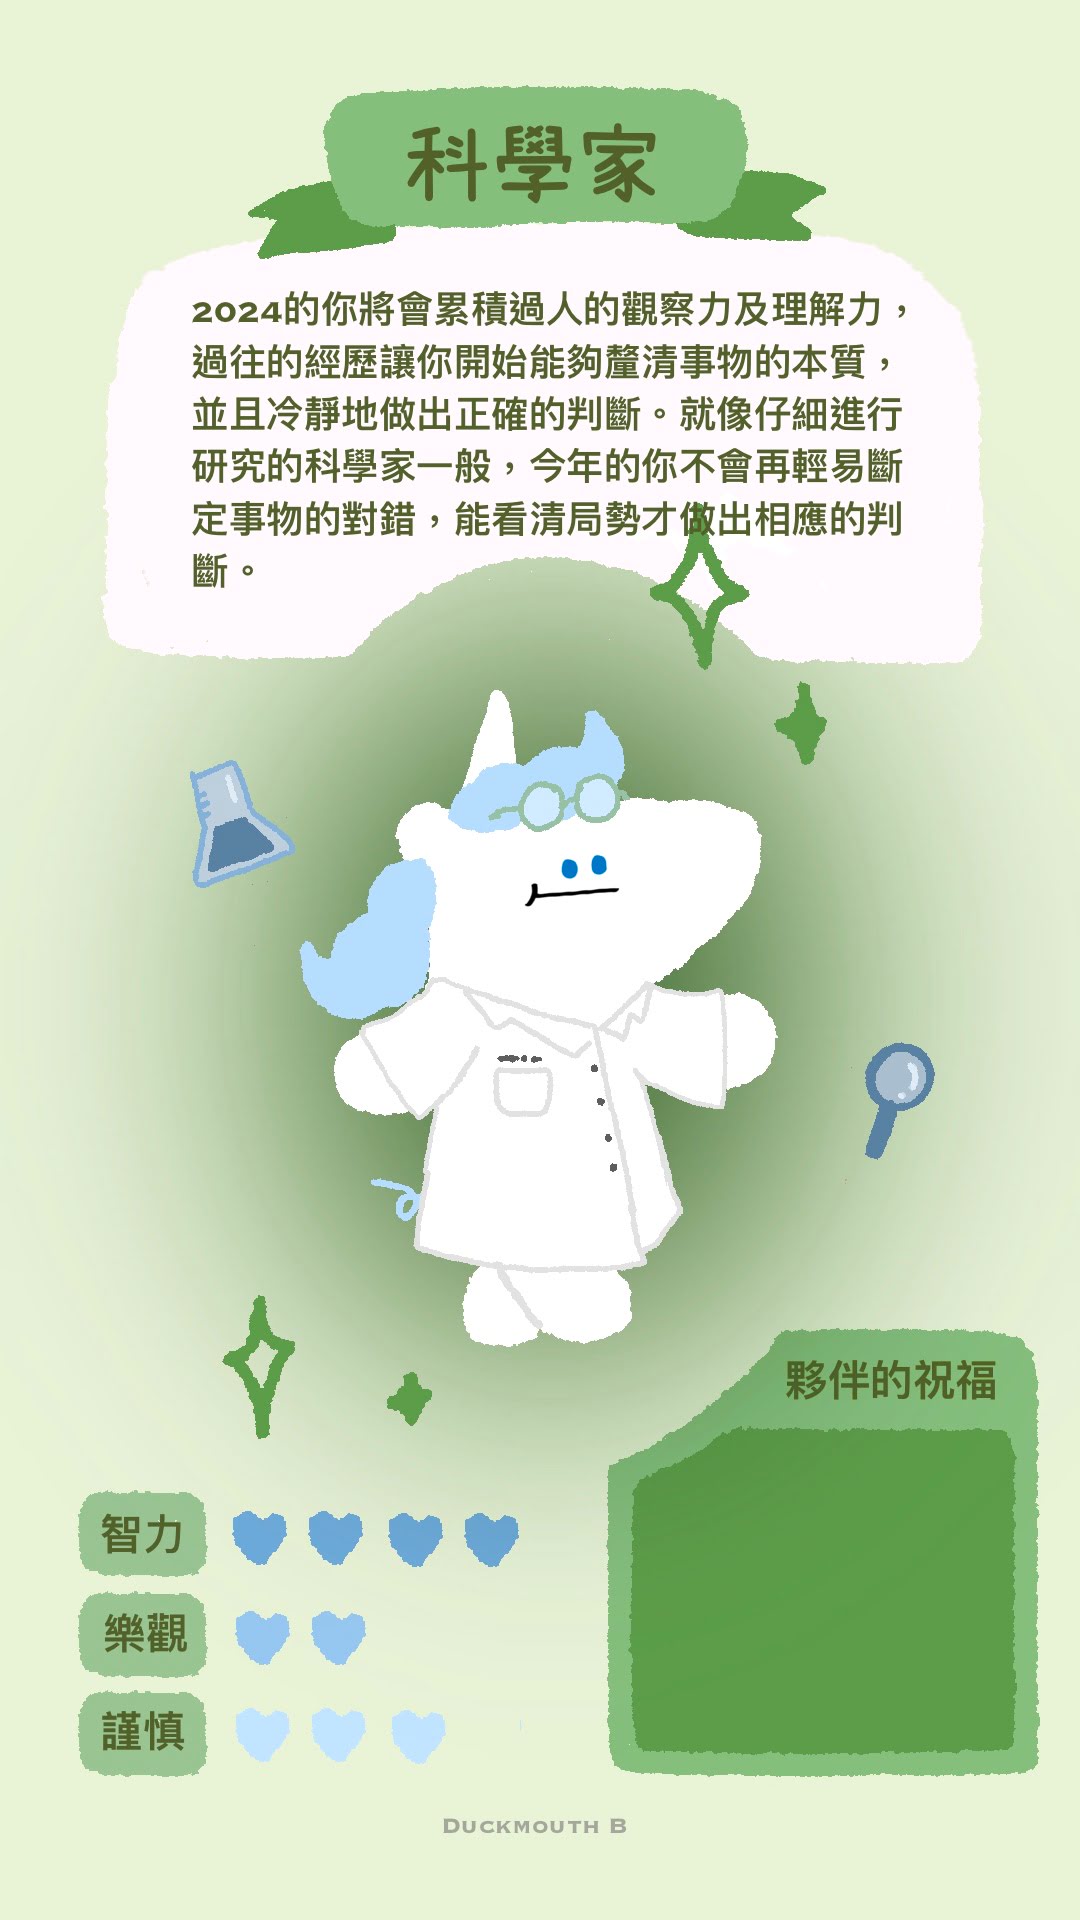 科學家
2024的你將會累積過人的觀察力及理解力，
過往的經歷讓你開始能夠釐清事物的本質，
並且冷靜地做出正確的判斷。就像仔細進行
研究的科學家一般，今年的你不會再輕易斷
定事物的對錯，能看清局勢才做出相應的判
斷。
夥伴的祝福
智力
樂觀
謹慎
DUCKMOUTH B